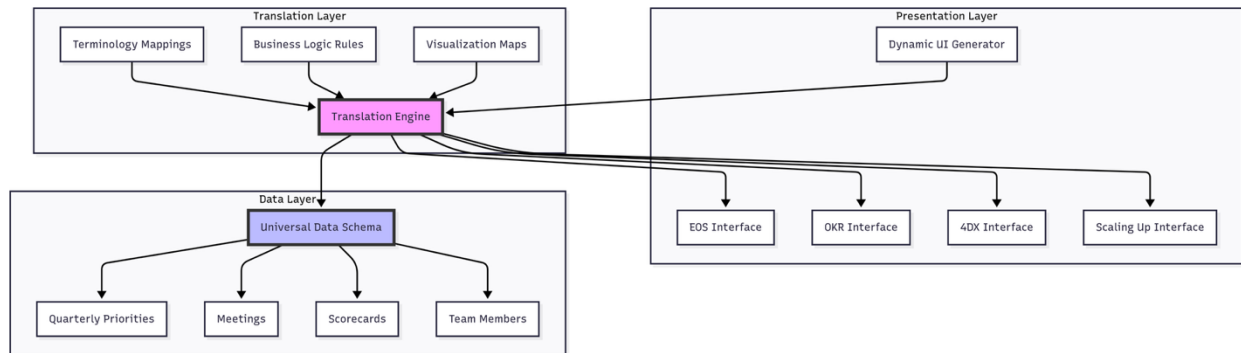 Translation Layer
Presentation Layer
Terminology Mappings
Business Logic Rules
Visualization Maps
Dynamic UI Generator
Translation Engine
Data Layer
Universal Data Schema
EOS Interface
OKR Interface
4DX Interface
Scaling Up Interface
Quarterly Priorities
Meetings
Scorecards
Team Members